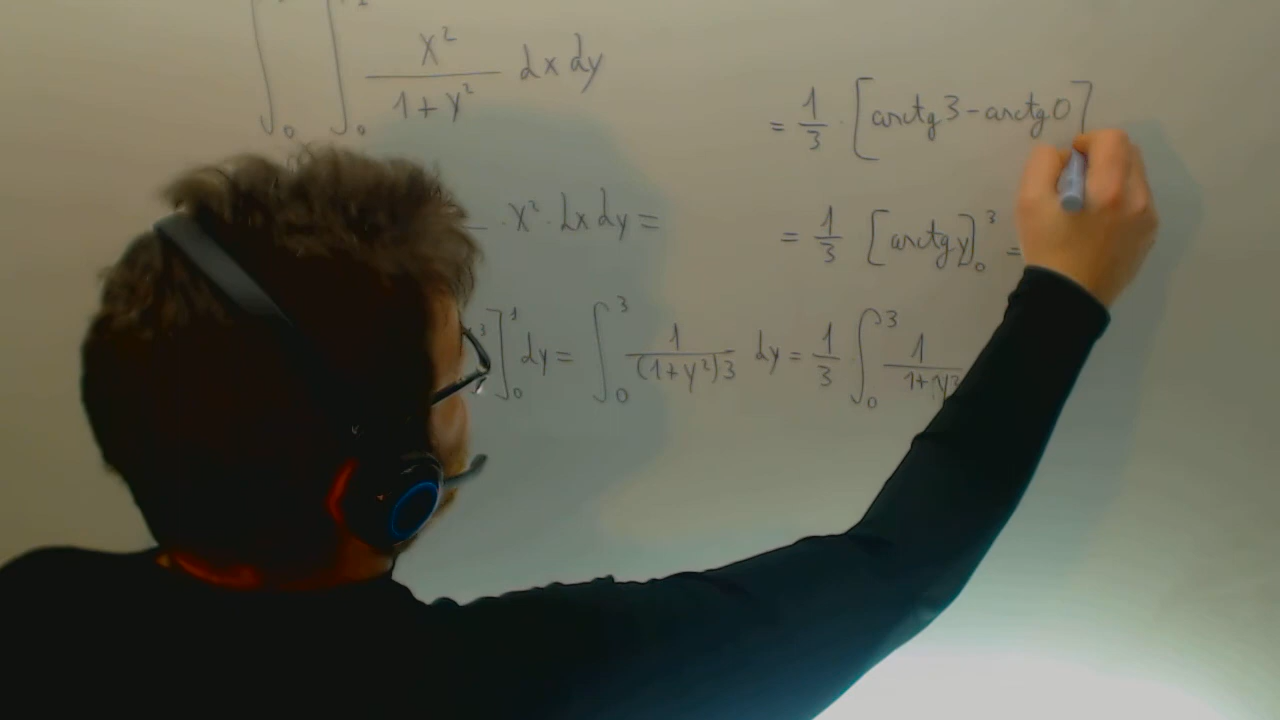 ∫₀ ∫₀ x²/(1+y²) dx dy
· x² · dx dy =
³]₀¹ dy = ∫₀³ 1/((1+y²)3) dy = 1/3 ∫₀³ 1/(1+y²
= 1/3 [arctg y]₀³ =
= 1/3 · [arctg 3 - arctg 0]